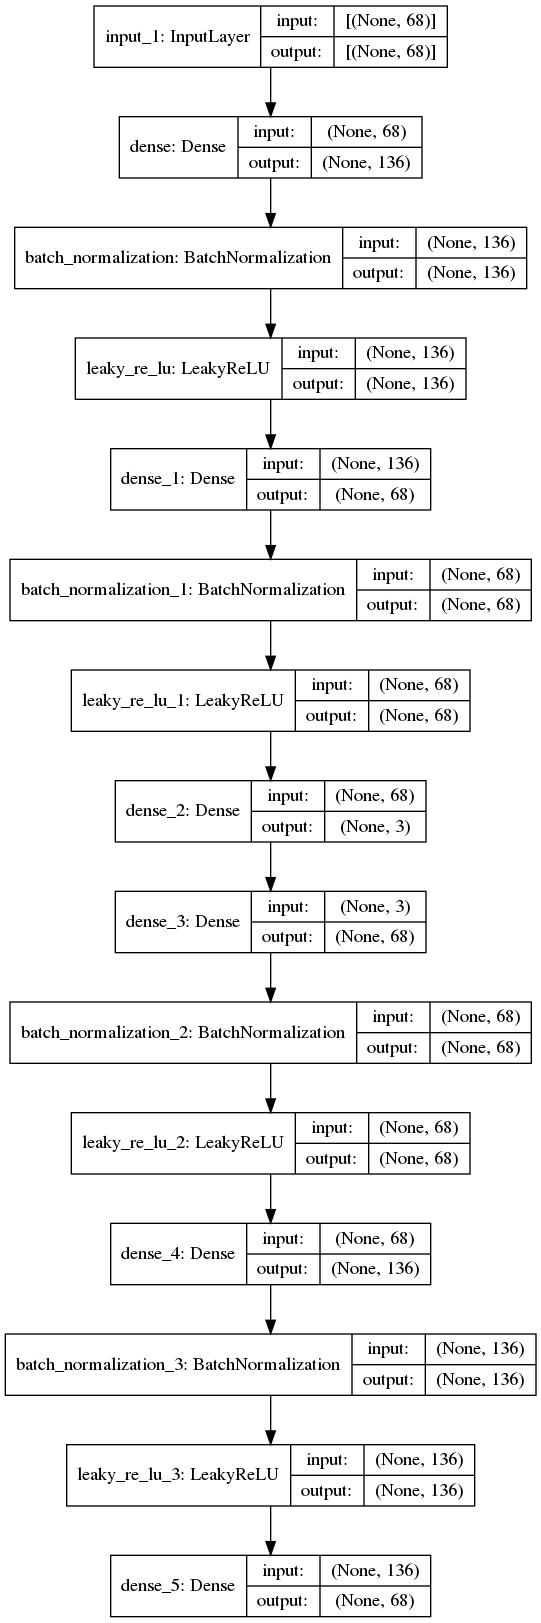 input_1: InputLayer input: [(None, 68)]
output: [(None, 68)]
dense: Dense input: (None, 68)
output: (None, 136)
batch_normalization: BatchNormalization input: (None, 136)
output: (None, 136)
leaky_re_lu: LeakyReLU input: (None, 136)
output: (None, 136)
dense_1: Dense input: (None, 136)
output: (None, 68)
batch_normalization_1: BatchNormalization input: (None, 68)
output: (None, 68)
leaky_re_lu_1: LeakyReLU input: (None, 68)
output: (None, 68)
dense_2: Dense input: (None, 68)
output: (None, 3)
dense_3: Dense input: (None, 3)
output: (None, 68)
batch_normalization_2: BatchNormalization input: (None, 68)
output: (None, 68)
leaky_re_lu_2: LeakyReLU input: (None, 68)
output: (None, 68)
dense_4: Dense input: (None, 68)
output: (None, 136)
batch_normalization_3: BatchNormalization input: (None, 136)
output: (None, 136)
leaky_re_lu_3: LeakyReLU input: (None, 136)
output: (None, 136)
dense_5: Dense input: (None, 136)
output: (None, 68)